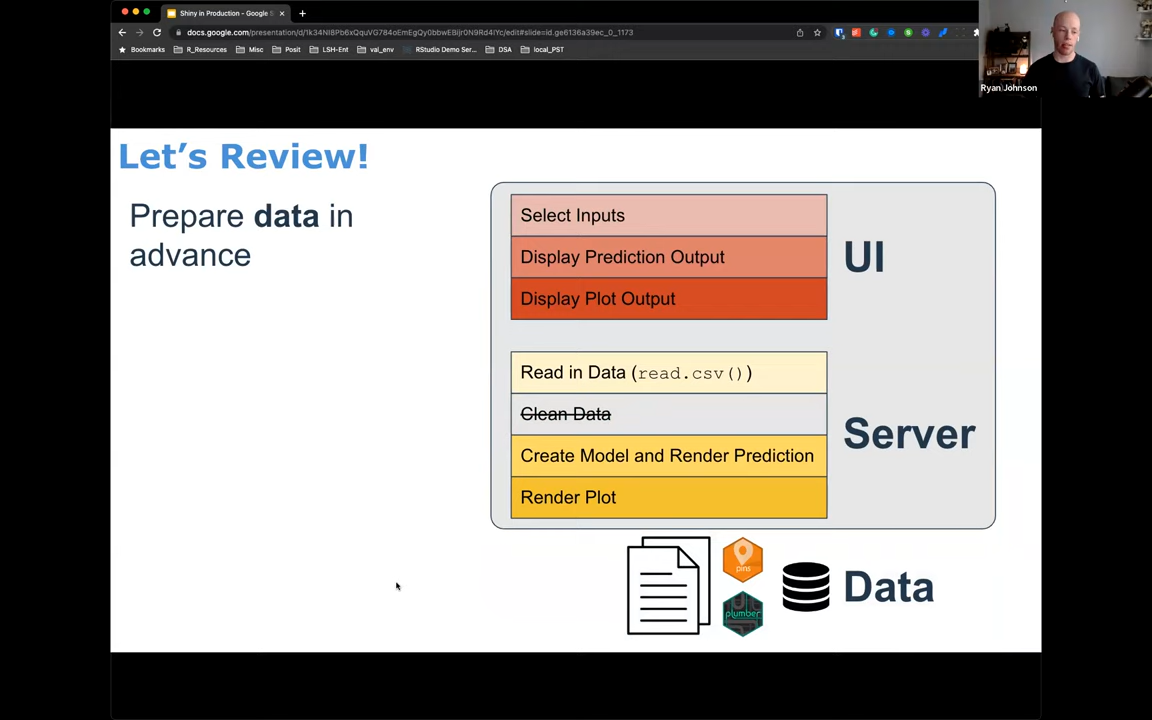 Shiny in Production - Google S
docs.google.com/presentation/d/1k34NI8Pb6xQquVG784oEmEgQy0bbwEBljr0N9Rd4lYc/edit#slide=id.ge6136a39ec_0_1173
Bookmarks R_Resources Misc Posit LSH-Ent val_env RStudio Demo Ser... DSA local_PST
Ryan Johnson
Let's Review!
Prepare data in
advance
Select Inputs
Display Prediction Output
Display Plot Output
UI
Read in Data (read.csv())
Clean Data
Create Model and Render Prediction
Render Plot
Server
pins
plumber
Data